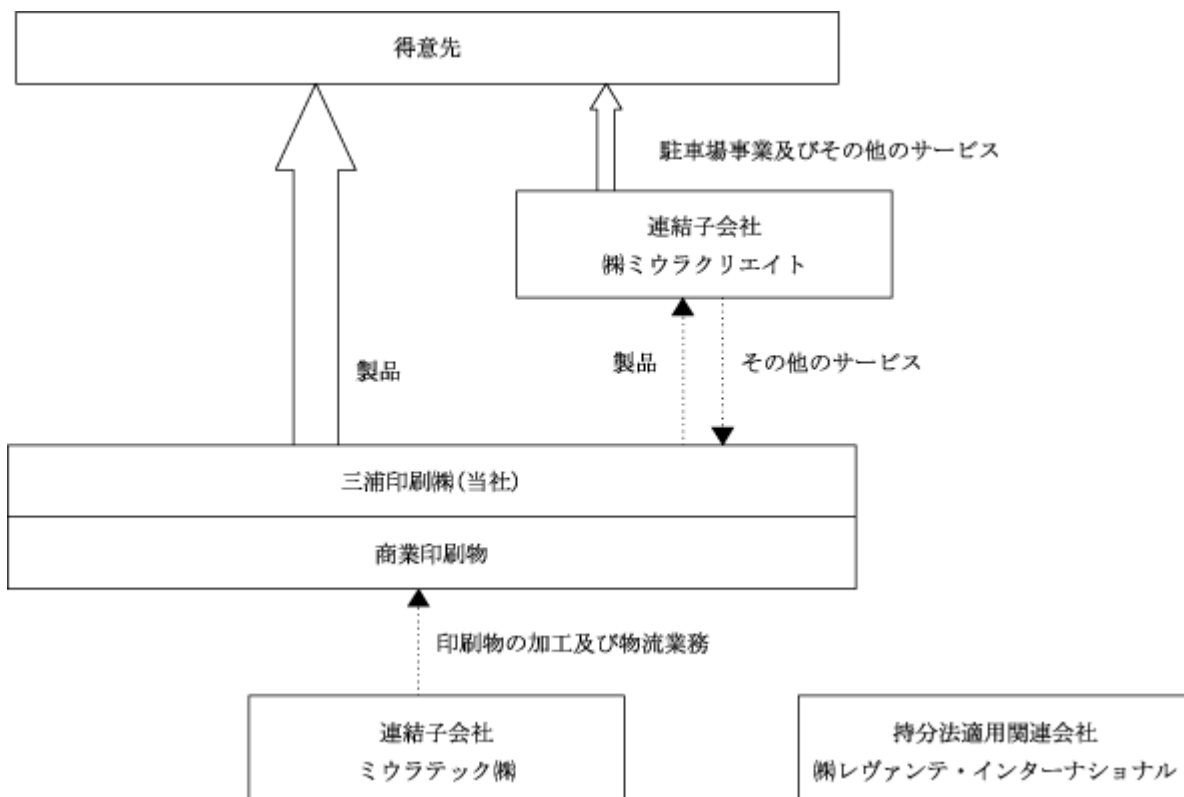 得意先
駐車場事業及びその他のサービス
連結子会社
㈱ミウラクリエイト
製品
製品
その他のサービス
三浦印刷㈱(当社)
商業印刷物
印刷物の加工及び物流業務
連結子会社
ミウラテック㈱
持分法適用関連会社
㈱レヴァンテ・インターナショナル